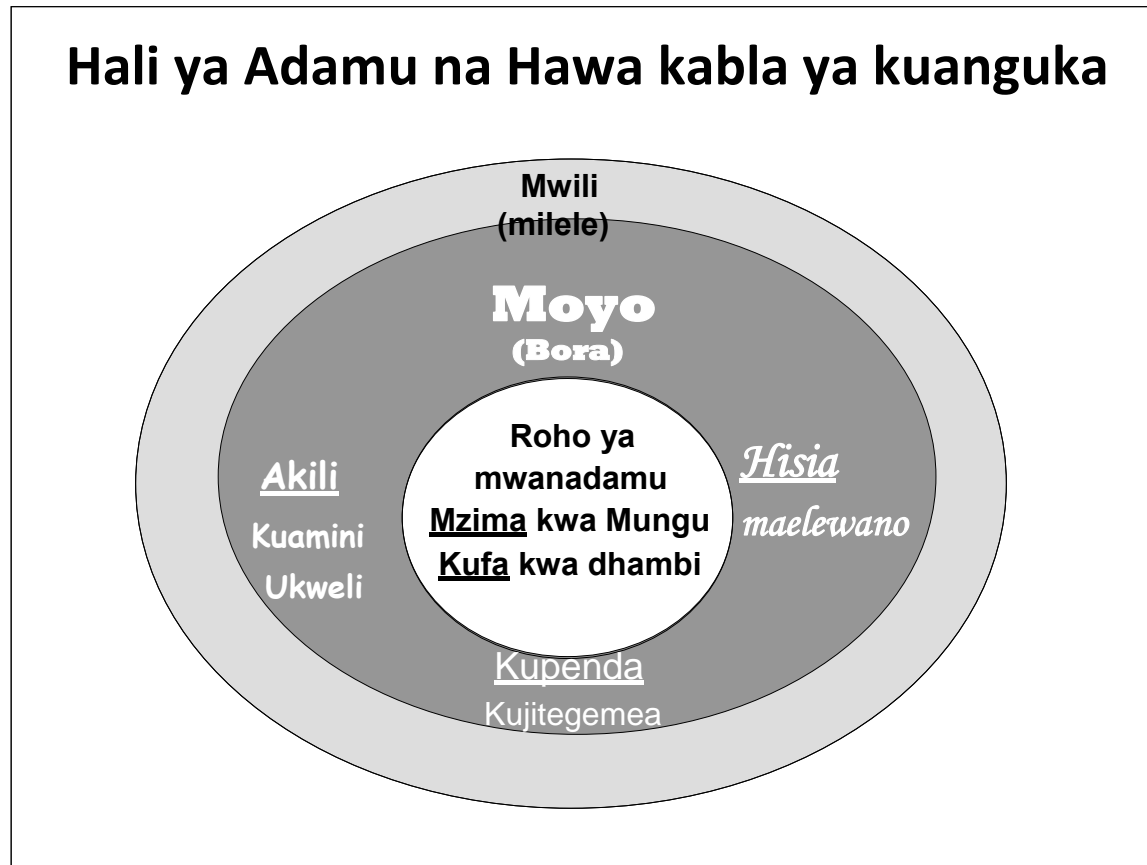 Hali ya Adamu na Hawa kabla ya kuanguka
Mwili
(milele)
Moyo
(Bora)
Roho ya
mwanadamu
Mzima kwa Mungu
Kufa kwa dhambi
Akili
Kuamini
Ukweli
Hisia
maelewano
Kupenda
Kujitegemea